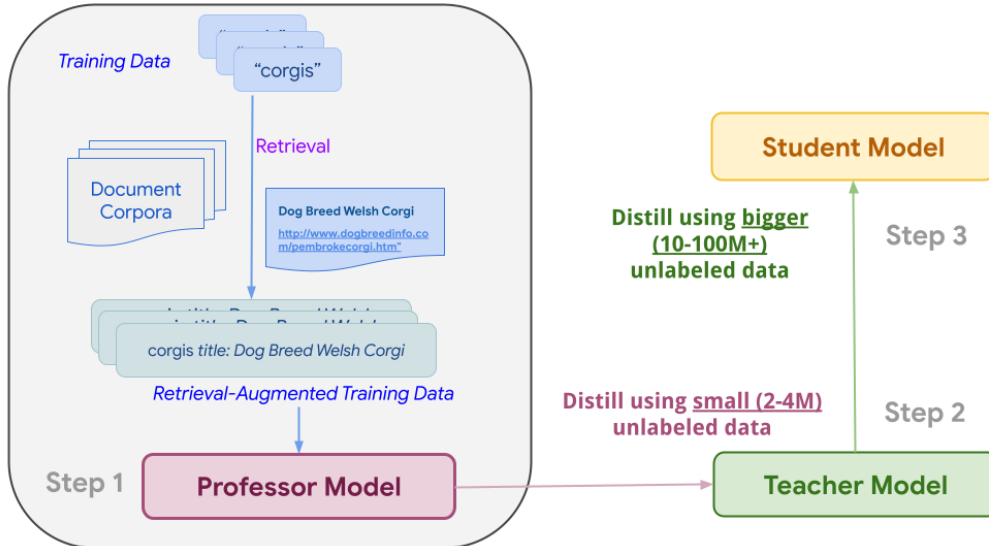 Training Data
“corgis”
Retrieval
Document
Corpora
Dog Breed Welsh Corgi
http://www.dogbreedinfo.co
m/pembrokecorgi.htm"
corgis title: Dog Breed Welsh Corgi
Retrieval-Augmented Training Data
Step 1
Professor Model
Distill using small (2-4M)
unlabeled data
Step 2
Teacher Model
Distill using bigger
(10-100M+)
unlabeled data
Step 3
Student Model